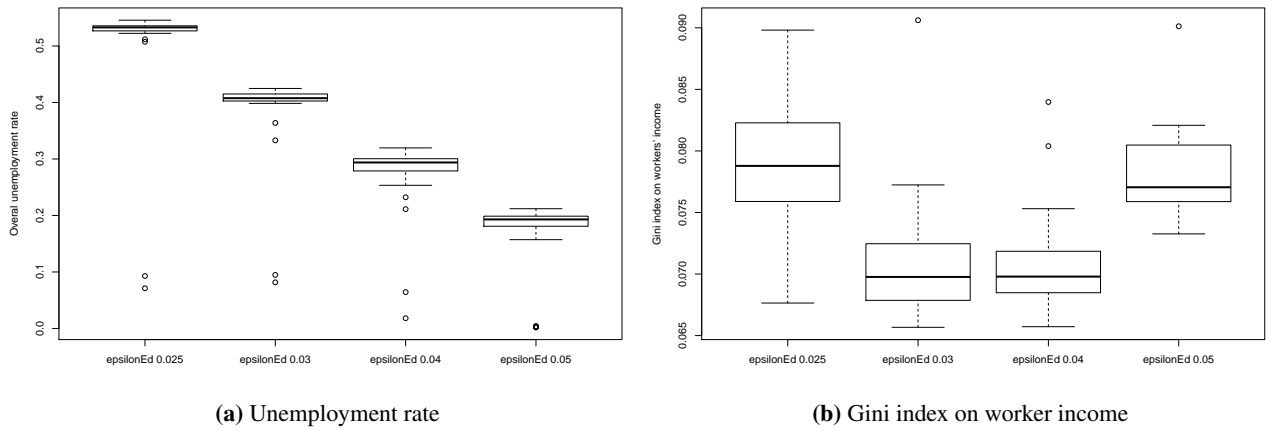 Overal unemployment rate
0.5
0.4
0.3
0.2
0.1
0.0
epsilonEd 0.025 epsilonEd 0.03 epsilonEd 0.04 epsilonEd 0.05
(a) Unemployment rate
Gini index on workers' income
0.090
0.085
0.080
0.075
0.070
0.065
epsilonEd 0.025 epsilonEd 0.03 epsilonEd 0.04 epsilonEd 0.05
(b) Gini index on worker income